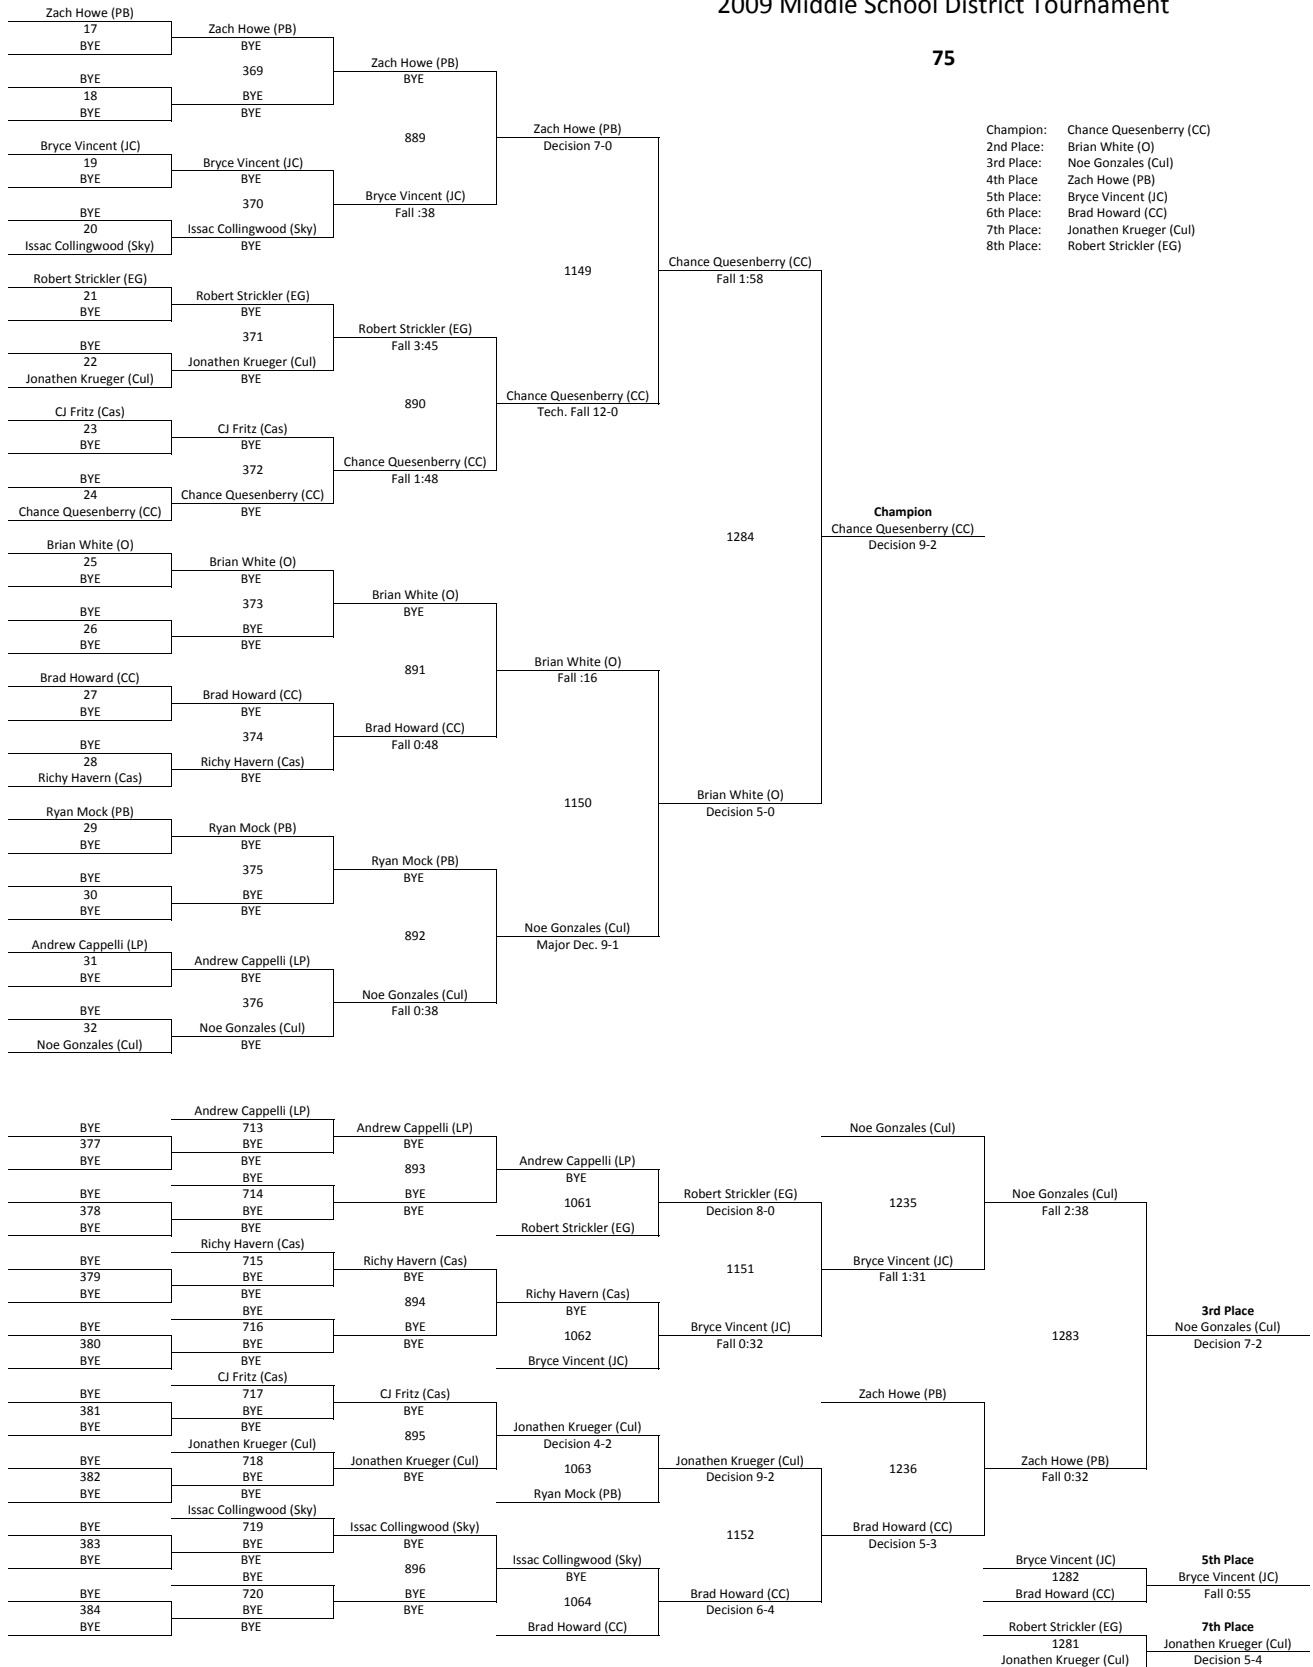 2009 Middle School District Tournament
75
Champion: Chance Quesenberry (CC)
2nd Place: Brian White (O)
3rd Place: Noe Gonzales (Cul)
4th Place Zach Howe (PB)
5th Place: Bryce Vincent (JC)
6th Place: Brad Howard (CC)
7th Place: Jonathen Krueger (Cul)
8th Place: Robert Strickler (EG)
Zach Howe (PB)
17
BYE
BYE
18
BYE
Bryce Vincent (JC)
19
BYE
BYE
20
Issac Collingwood (Sky)
Robert Strickler (EG)
21
BYE
BYE
22
Jonathen Krueger (Cul)
CJ Fritz (Cas)
23
BYE
BYE
24
Chance Quesenberry (CC)
Brian White (O)
25
BYE
BYE
26
BYE
Brad Howard (CC)
27
BYE
BYE
28
Richy Havern (Cas)
Ryan Mock (PB)
29
BYE
BYE
30
BYE
Andrew Cappelli (LP)
31
BYE
BYE
32
Noe Gonzales (Cul)
Zach Howe (PB)
BYE
369
BYE
BYE
Bryce Vincent (JC)
BYE
370
Issac Collingwood (Sky)
BYE
Robert Strickler (EG)
BYE
371
Jonathen Krueger (Cul)
BYE
CJ Fritz (Cas)
BYE
372
Chance Quesenberry (CC)
BYE
Brian White (O)
BYE
373
BYE
BYE
Brad Howard (CC)
BYE
374
Richy Havern (Cas)
BYE
Ryan Mock (PB)
BYE
375
BYE
BYE
Andrew Cappelli (LP)
BYE
376
Noe Gonzales (Cul)
BYE
Zach Howe (PB)
BYE
889
Bryce Vincent (JC)
Fall :38
Robert Strickler (EG)
Fall 3:45
890
Chance Quesenberry (CC)
Fall 1:48
Brian White (O)
BYE
891
Brad Howard (CC)
Fall 0:48
Ryan Mock (PB)
BYE
892
Noe Gonzales (Cul)
Fall 0:38
Zach Howe (PB)
Decision 7-0
1149
Chance Quesenberry (CC)
Tech. Fall 12-0
Brian White (O)
Fall :16
1150
Noe Gonzales (Cul)
Major Dec. 9-1
Chance Quesenberry (CC)
Fall 1:58
1284
Brian White (O)
Decision 5-0
Champion
Chance Quesenberry (CC)
Decision 9-2
BYE
377
BYE
BYE
378
BYE
BYE
379
BYE
BYE
380
BYE
BYE
381
BYE
BYE
382
BYE
BYE
383
BYE
BYE
384
BYE
Andrew Cappelli (LP)
713
BYE
BYE
BYE
714
BYE
BYE
Richy Havern (Cas)
715
BYE
BYE
BYE
716
BYE
BYE
CJ Fritz (Cas)
717
BYE
BYE
Jonathen Krueger (Cul)
718
BYE
BYE
Issac Collingwood (Sky)
719
BYE
BYE
BYE
720
BYE
BYE
Andrew Cappelli (LP)
BYE
893
BYE
BYE
Richy Havern (Cas)
BYE
894
BYE
BYE
CJ Fritz (Cas)
BYE
895
Jonathen Krueger (Cul)
BYE
Issac Collingwood (Sky)
BYE
896
BYE
BYE
Andrew Cappelli (LP)
BYE
1061
Robert Strickler (EG)
Richy Havern (Cas)
BYE
1062
Bryce Vincent (JC)
Jonathen Krueger (Cul)
Decision 4-2
1063
Ryan Mock (PB)
Issac Collingwood (Sky)
BYE
1064
Brad Howard (CC)
Robert Strickler (EG)
Decision 8-0
1151
Bryce Vincent (JC)
Fall 0:32
Jonathen Krueger (Cul)
Decision 9-2
1152
Brad Howard (CC)
Decision 6-4
Noe Gonzales (Cul)
1235
Bryce Vincent (JC)
Fall 1:31
Zach Howe (PB)
1236
Brad Howard (CC)
Decision 5-3
Noe Gonzales (Cul)
Fall 2:38
1283
Zach Howe (PB)
Fall 0:32
3rd Place
Noe Gonzales (Cul)
Decision 7-2
Bryce Vincent (JC)
1282
Brad Howard (CC)
5th Place
Bryce Vincent (JC)
Fall 0:55
Robert Strickler (EG)
1281
Jonathen Krueger (Cul)
7th Place
Jonathen Krueger (Cul)
Decision 5-4